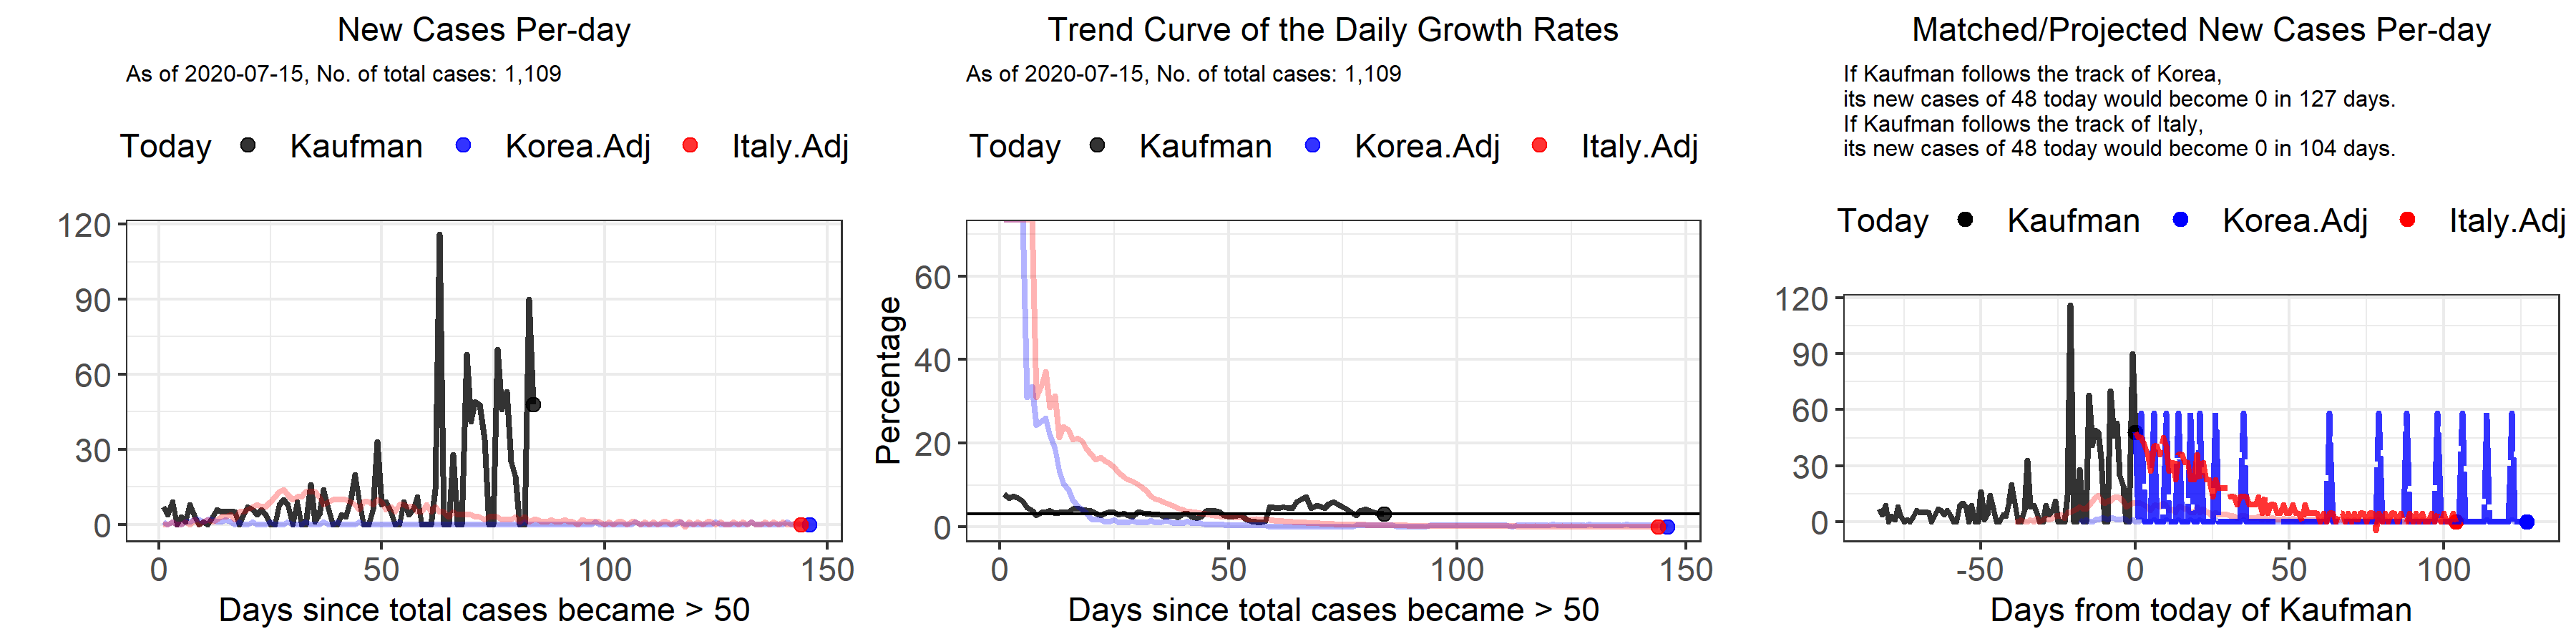 New Cases Per-day
As of 2020-07-15, No. of total cases: 1,109
Today Kaufman Korea.Adj Italy.Adj
120
90
60
30
0
0 50 100 150
Days since total cases became > 50
Trend Curve of the Daily Growth Rates
As of 2020-07-15, No. of total cases: 1,109
Today Kaufman Korea.Adj Italy.Adj
Percentage
60
40
20
0
0 50 100 150
Days since total cases became > 50
Matched/Projected New Cases Per-day
If Kaufman follows the track of Korea,
its new cases of 48 today would become 0 in 127 days.
If Kaufman follows the track of Italy,
its new cases of 48 today would become 0 in 104 days.
Today Kaufman Korea.Adj Italy.Adj
120
90
60
30
0
-50 0 50 100
Days from today of Kaufman